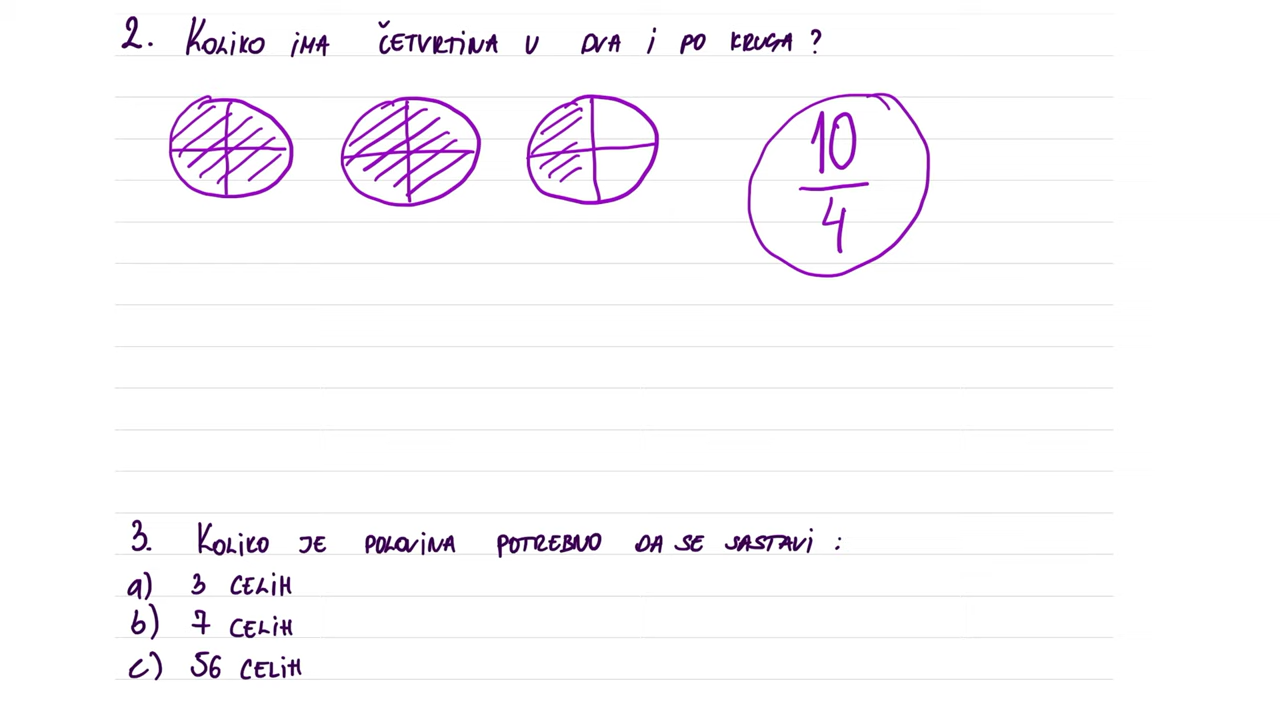 2. KOLIKO IMA ČETVRTINA U DVA I PO KRUGA ?
10
4
3. KOLIKO JE POLOVINA POTREBNO DA SE SASTAVI :
a) 3 CELIH
b) 7 CELIH
c) 56 CELIH